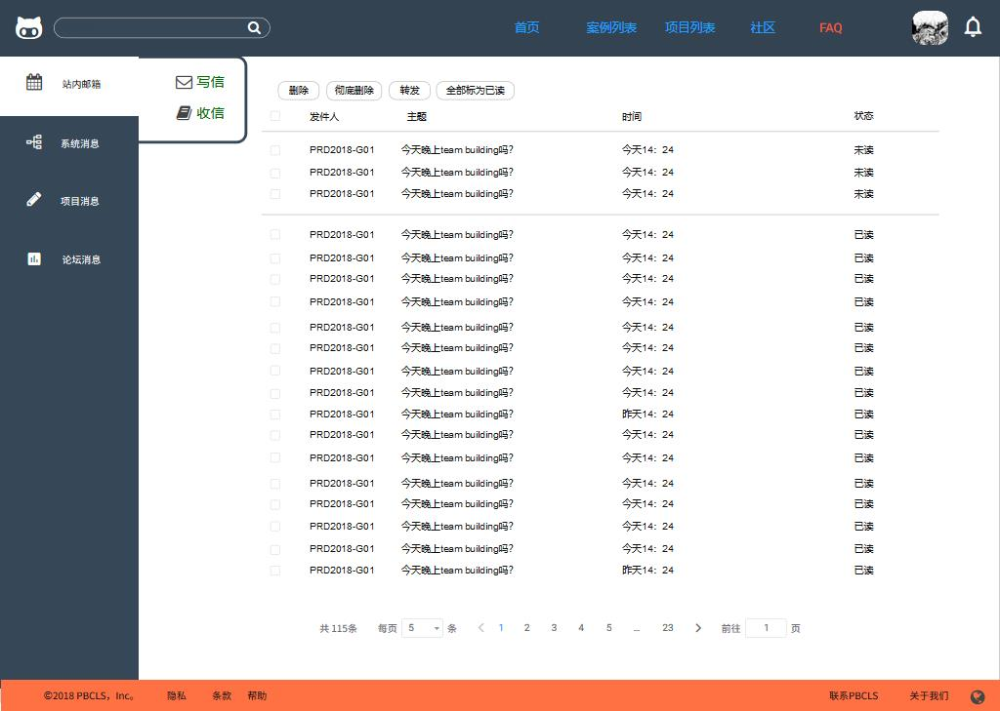 首页 案例列表 项目列表 社区 FAQ
站内邮箱
写信
收信
系统消息
项目消息
论坛消息
删除 彻底删除 转发 全部标为已读
发件人 主题 时间 状态
PRD2018-G01 今天晚上team building吗? 今天14：24 未读
PRD2018-G01 今天晚上team building吗? 今天14：24 未读
PRD2018-G01 今天晚上team building吗? 今天14：24 未读
PRD2018-G01 今天晚上team building吗? 今天14：24 已读
PRD2018-G01 今天晚上team building吗? 今天14：24 已读
PRD2018-G01 今天晚上team building吗? 今天14：24 已读
PRD2018-G01 今天晚上team building吗? 今天14：24 已读
PRD2018-G01 今天晚上team building吗? 今天14：24 已读
PRD2018-G01 今天晚上team building吗? 今天14：24 已读
PRD2018-G01 今天晚上team building吗? 今天14：24 已读
PRD2018-G01 今天晚上team building吗? 今天14：24 已读
PRD2018-G01 今天晚上team building吗? 昨天14：24 已读
PRD2018-G01 今天晚上team building吗? 今天14：24 已读
PRD2018-G01 今天晚上team building吗? 今天14：24 已读
PRD2018-G01 今天晚上team building吗? 今天14：24 已读
PRD2018-G01 今天晚上team building吗? 今天14：24 已读
PRD2018-G01 今天晚上team building吗? 今天14：24 已读
PRD2018-G01 今天晚上team building吗? 今天14：24 已读
PRD2018-G01 今天晚上team building吗? 昨天14：24 已读
共 115条 每页 5 条 1 2 3 4 5 ... 23 前往 1 页
©2018 PBCLS，Inc。 隐私 条款 帮助 联系PBCLS 关于我们